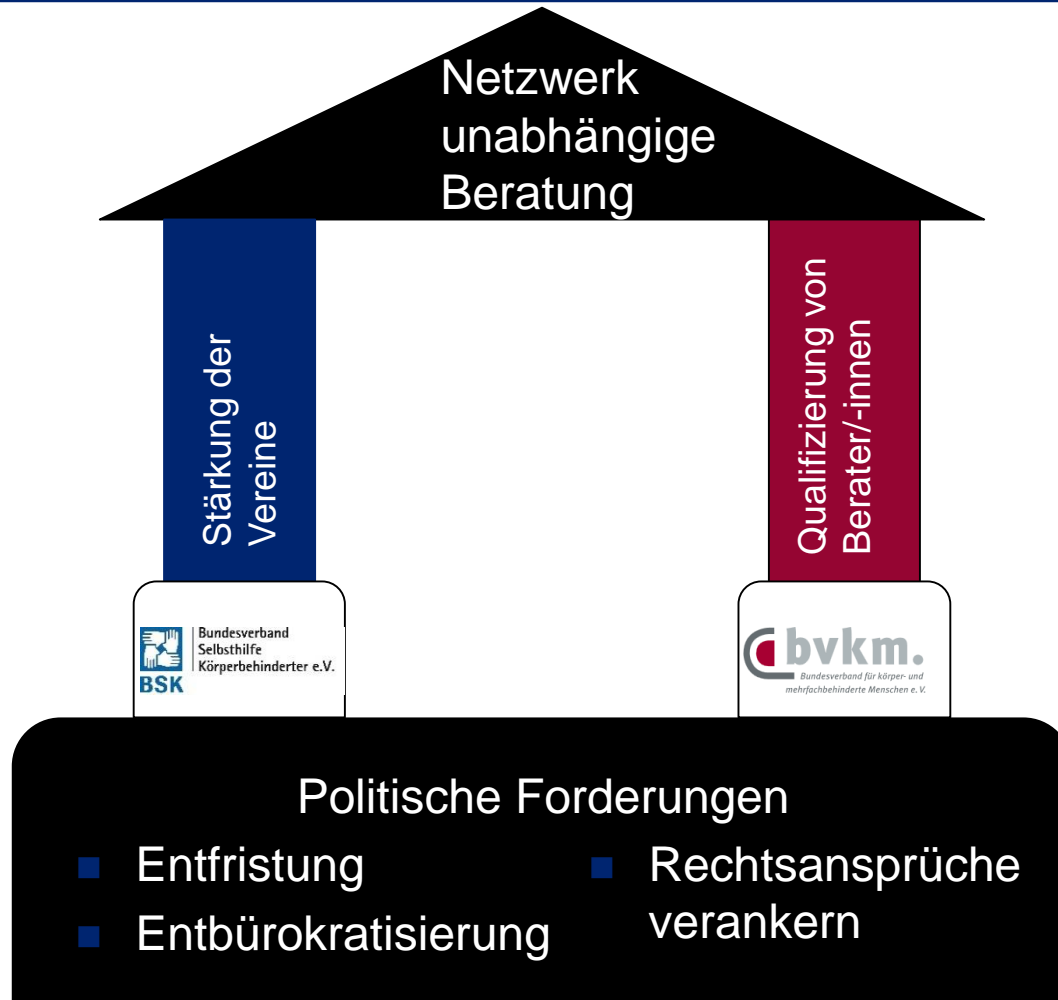 Netzwerk
unabhängige
Beratung
Stärkung der
Vereine
Qualifizierung von
Berater/-innen
BSK
Bundesverband
Selbsthilfe
Körperbehinderter e.V.
bvkm.
Bundesverband für körper- und
mehrfachbehinderte Menschen e.V.
Politische Forderungen
Entfristung
Entbürokratisierung
Rechtsansprüche
verankern